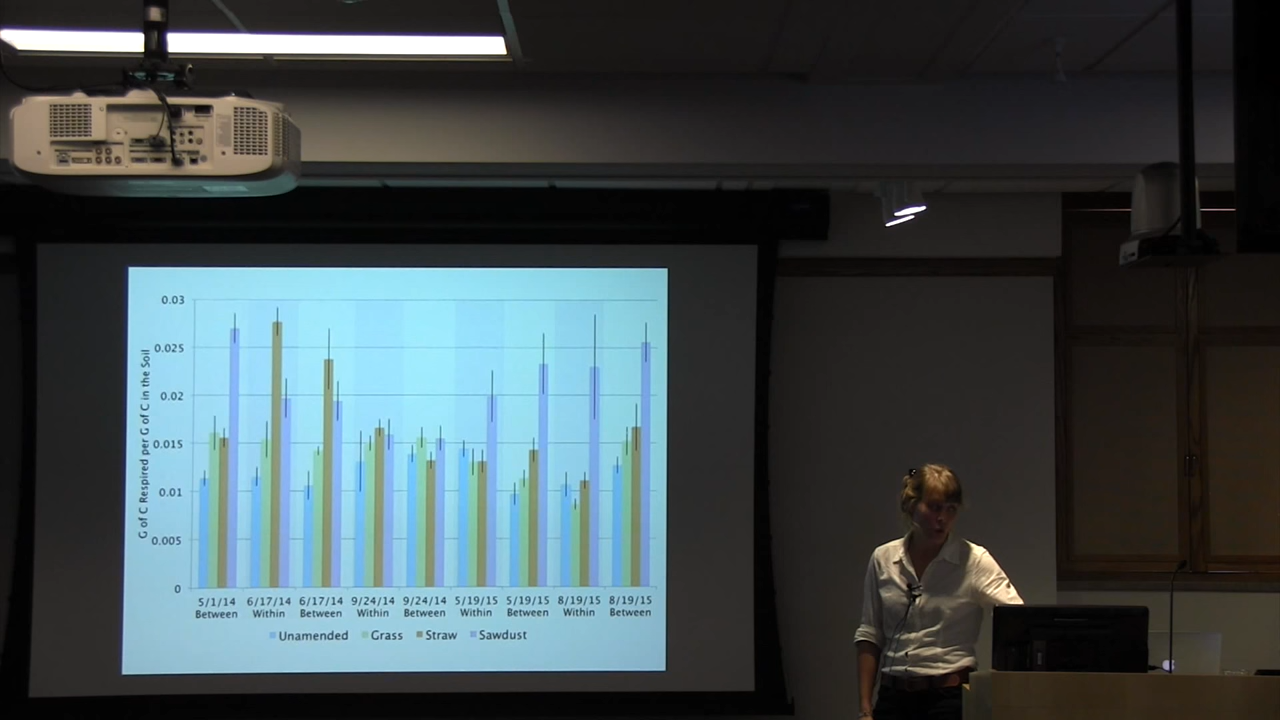 G of C Respired per G of C in the Soil
0.03
0.025
0.02
0.015
0.01
0.005
0
5/1/14 6/17/14 6/17/14 9/24/14 9/24/14 5/19/15 5/19/15 8/19/15 8/19/15
Between Within Between Within Between Within Between Within Between
Unamended Grass Straw Sawdust